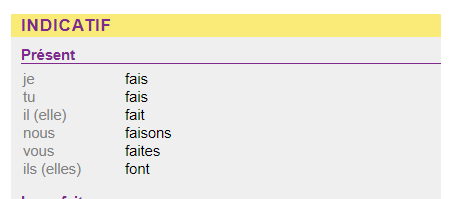 INDICATIF
Présent
je fais
tu fais
il (elle) fait
nous faisons
vous faites
ils (elles) font